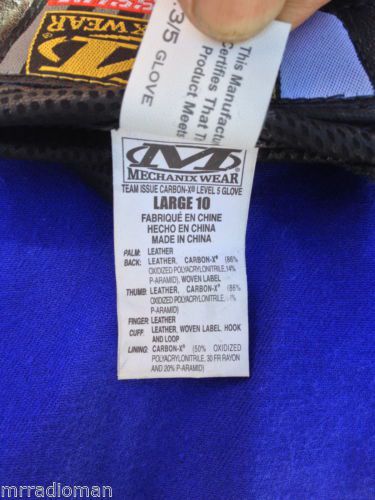 MECHANIX
WEAR
.3/5 GLOVE
This Manufactu
Certifies That T
Product Meets
MECHANIX WEAR
TEAM ISSUE CARBON-X® LEVEL 5 GLOVE
LARGE 10
FABRIQUÉ EN CHINE
HECHO EN CHINA
MADE IN CHINA
PALM: LEATHER
BACK: LEATHER, CARBON-X® (86%
OXIDIZED POLYACRYLONITRILE,14%
P-ARAMID), WOVEN LABEL
THUMB: LEATHER, CARBON-X® (86%
OXIDIZED POLYACRYLONITRILE,
P-ARAMID)
FINGER: LEATHER
CUFF: LEATHER, WOVEN LABEL, HOOK
AND LOOP
LINING: CARBON-X® (50% OXIDIZED
POLYACRYLONITRILE, 30 FR RAYON
AND 20% P-ARAMID)
mrradioman